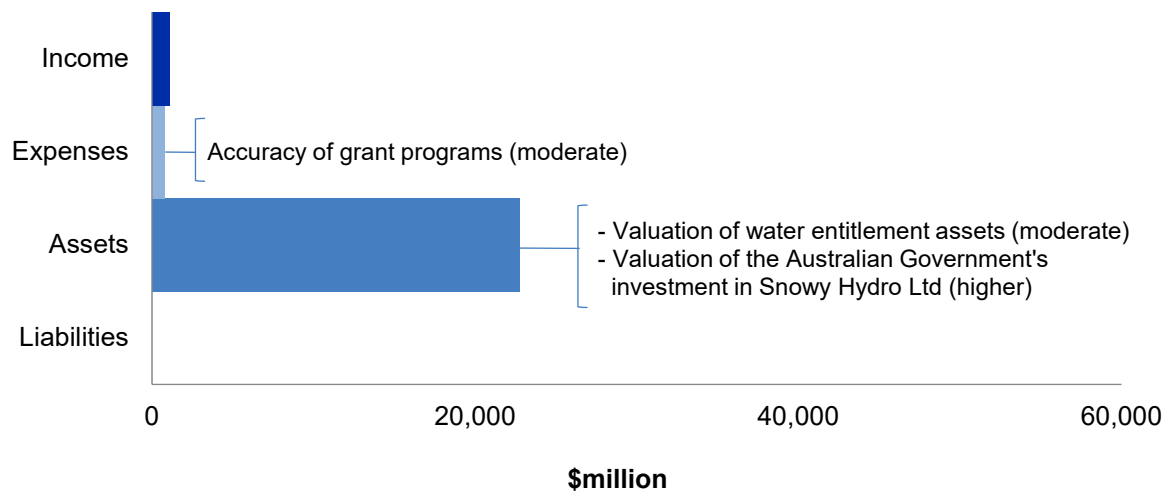 Income
Expenses
Accuracy of grant programs (moderate)
Assets
- Valuation of water entitlement assets (moderate)
- Valuation of the Australian Government's
investment in Snowy Hydro Ltd (higher)
Liabilities
0
20,000
40,000
60,000
$million